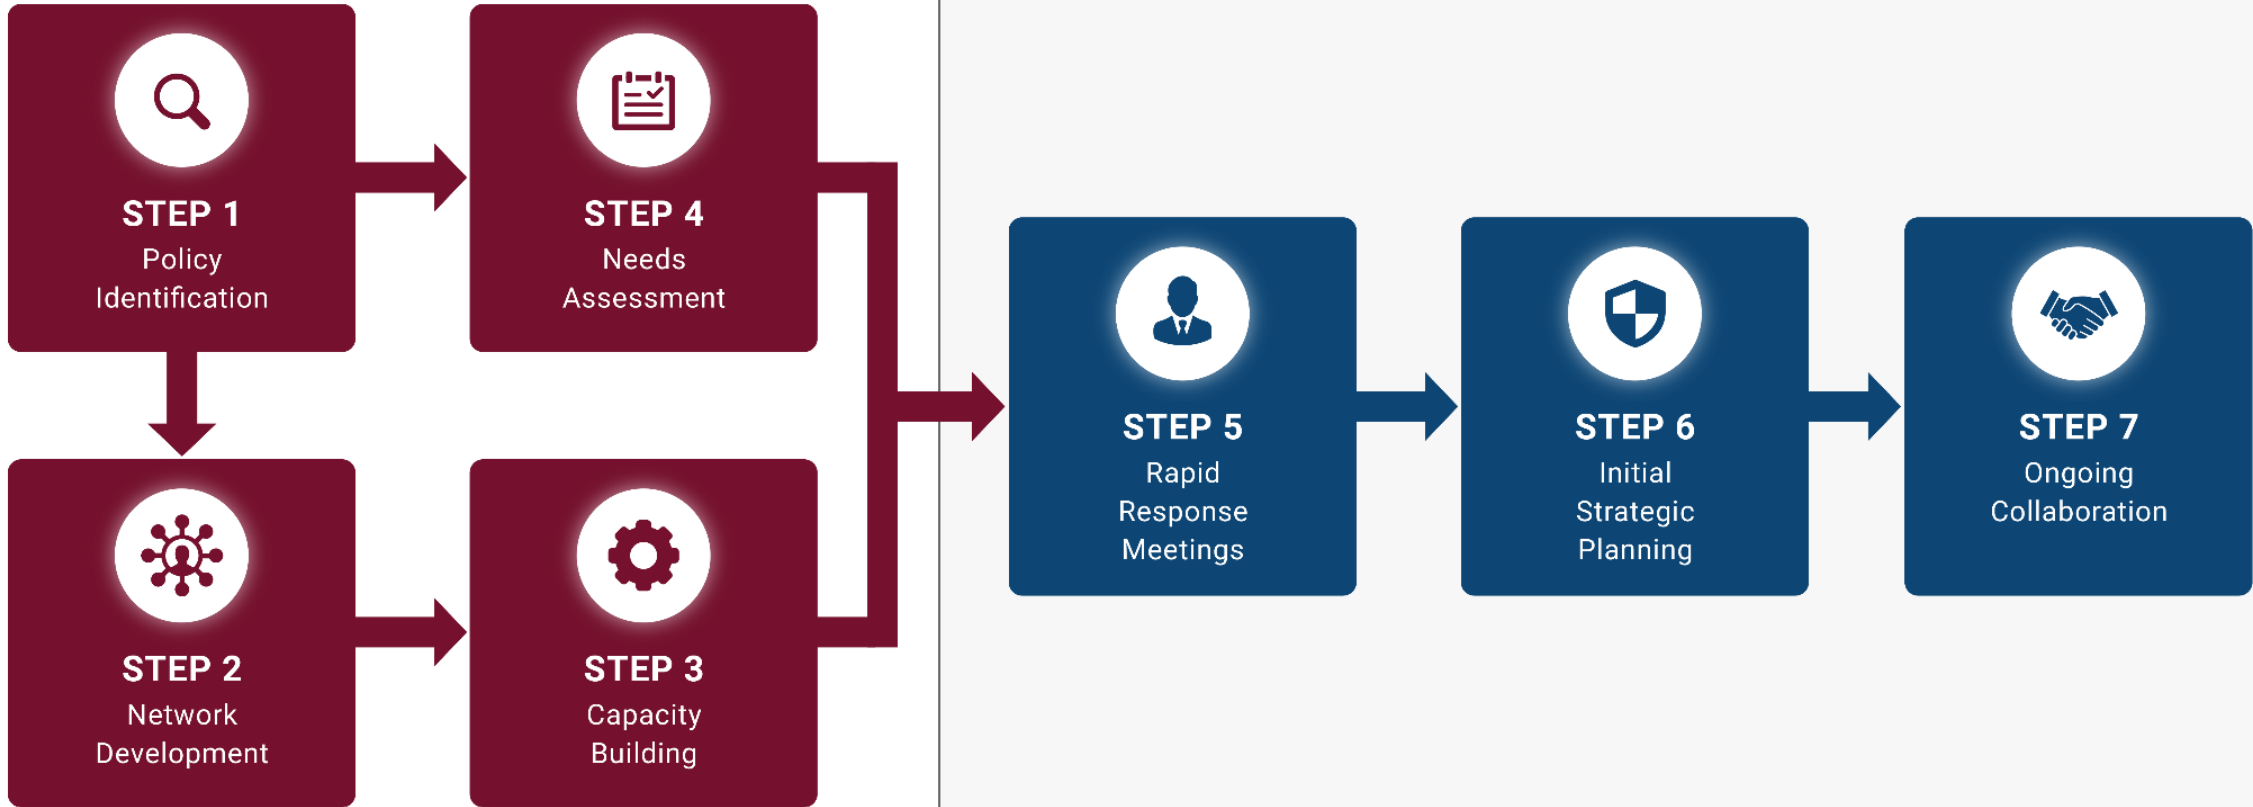 STEP 1
Policy
Identification
STEP 4
Needs
Assessment
STEP 2
Network
Development
STEP 3
Capacity
Building
STEP 5
Rapid
Response
Meetings
STEP 6
Initial
Strategic
Planning
STEP 7
Ongoing
Collaboration